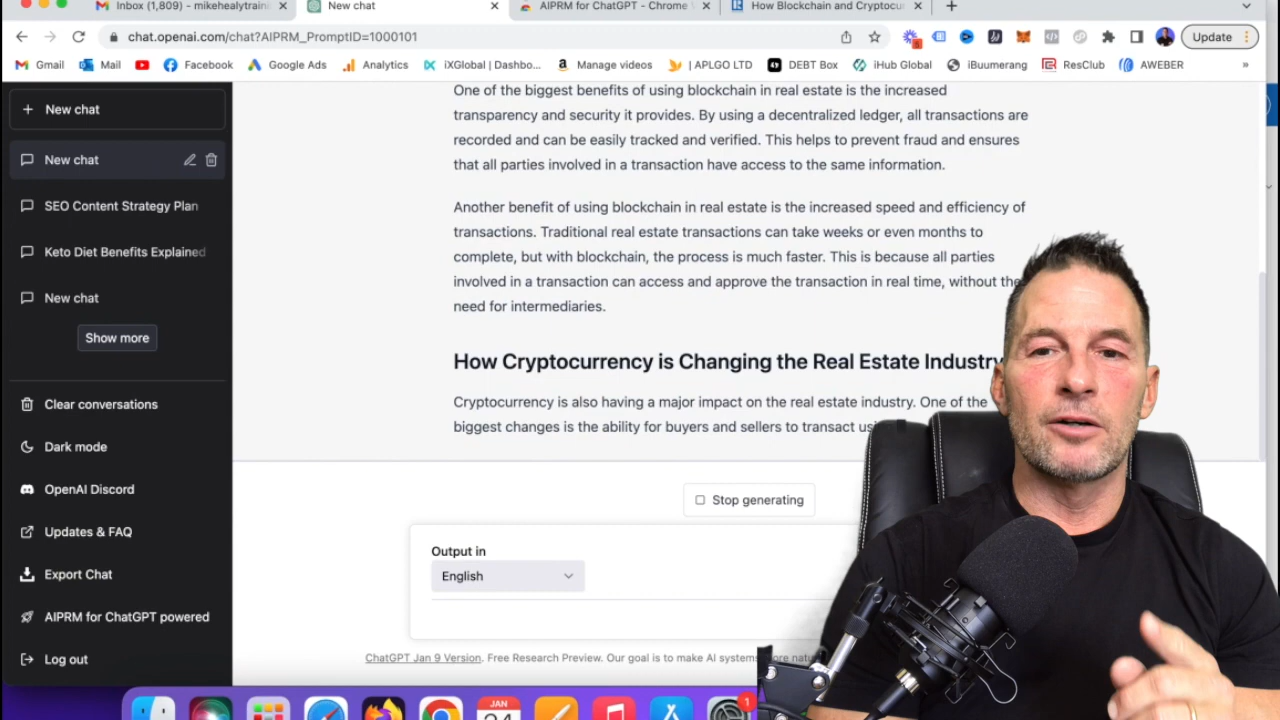 Inbox (1,809) - mikehealytraini
New chat
AIPRM for ChatGPT - Chrome
How Blockchain and Cryptocur
chat.openai.com/chat?AIPRM_PromptID=1000101
5
Update
Gmail
Mail
Facebook
Google Ads
Analytics
iXGlobal | Dashbo...
Manage videos
| APLGO LTD
DEBT Box
iHub Global
iBuumerang
ResClub
AWEBER
»
+ New chat
New chat
SEO Content Strategy Plan
Keto Diet Benefits Explained
New chat
Show more
Clear conversations
Dark mode
OpenAI Discord
Updates & FAQ
Export Chat
AIPRM for ChatGPT powered
Log out
One of the biggest benefits of using blockchain in real estate is the increased
transparency and security it provides. By using a decentralized ledger, all transactions are
recorded and can be easily tracked and verified. This helps to prevent fraud and ensures
that all parties involved in a transaction have access to the same information.
Another benefit of using blockchain in real estate is the increased speed and efficiency of
transactions. Traditional real estate transactions can take weeks or even months to
complete, but with blockchain, the process is much faster. This is because all parties
involved in a transaction can access and approve the transaction in real time, without the
need for intermediaries.
How Cryptocurrency is Changing the Real Estate Industry
Cryptocurrency is also having a major impact on the real estate industry. One of the
biggest changes is the ability for buyers and sellers to transact
Stop generating
Output in
English
ChatGPT Jan 9 Version. Free Research Preview. Our goal is to make AI systems more
JAN
24
1